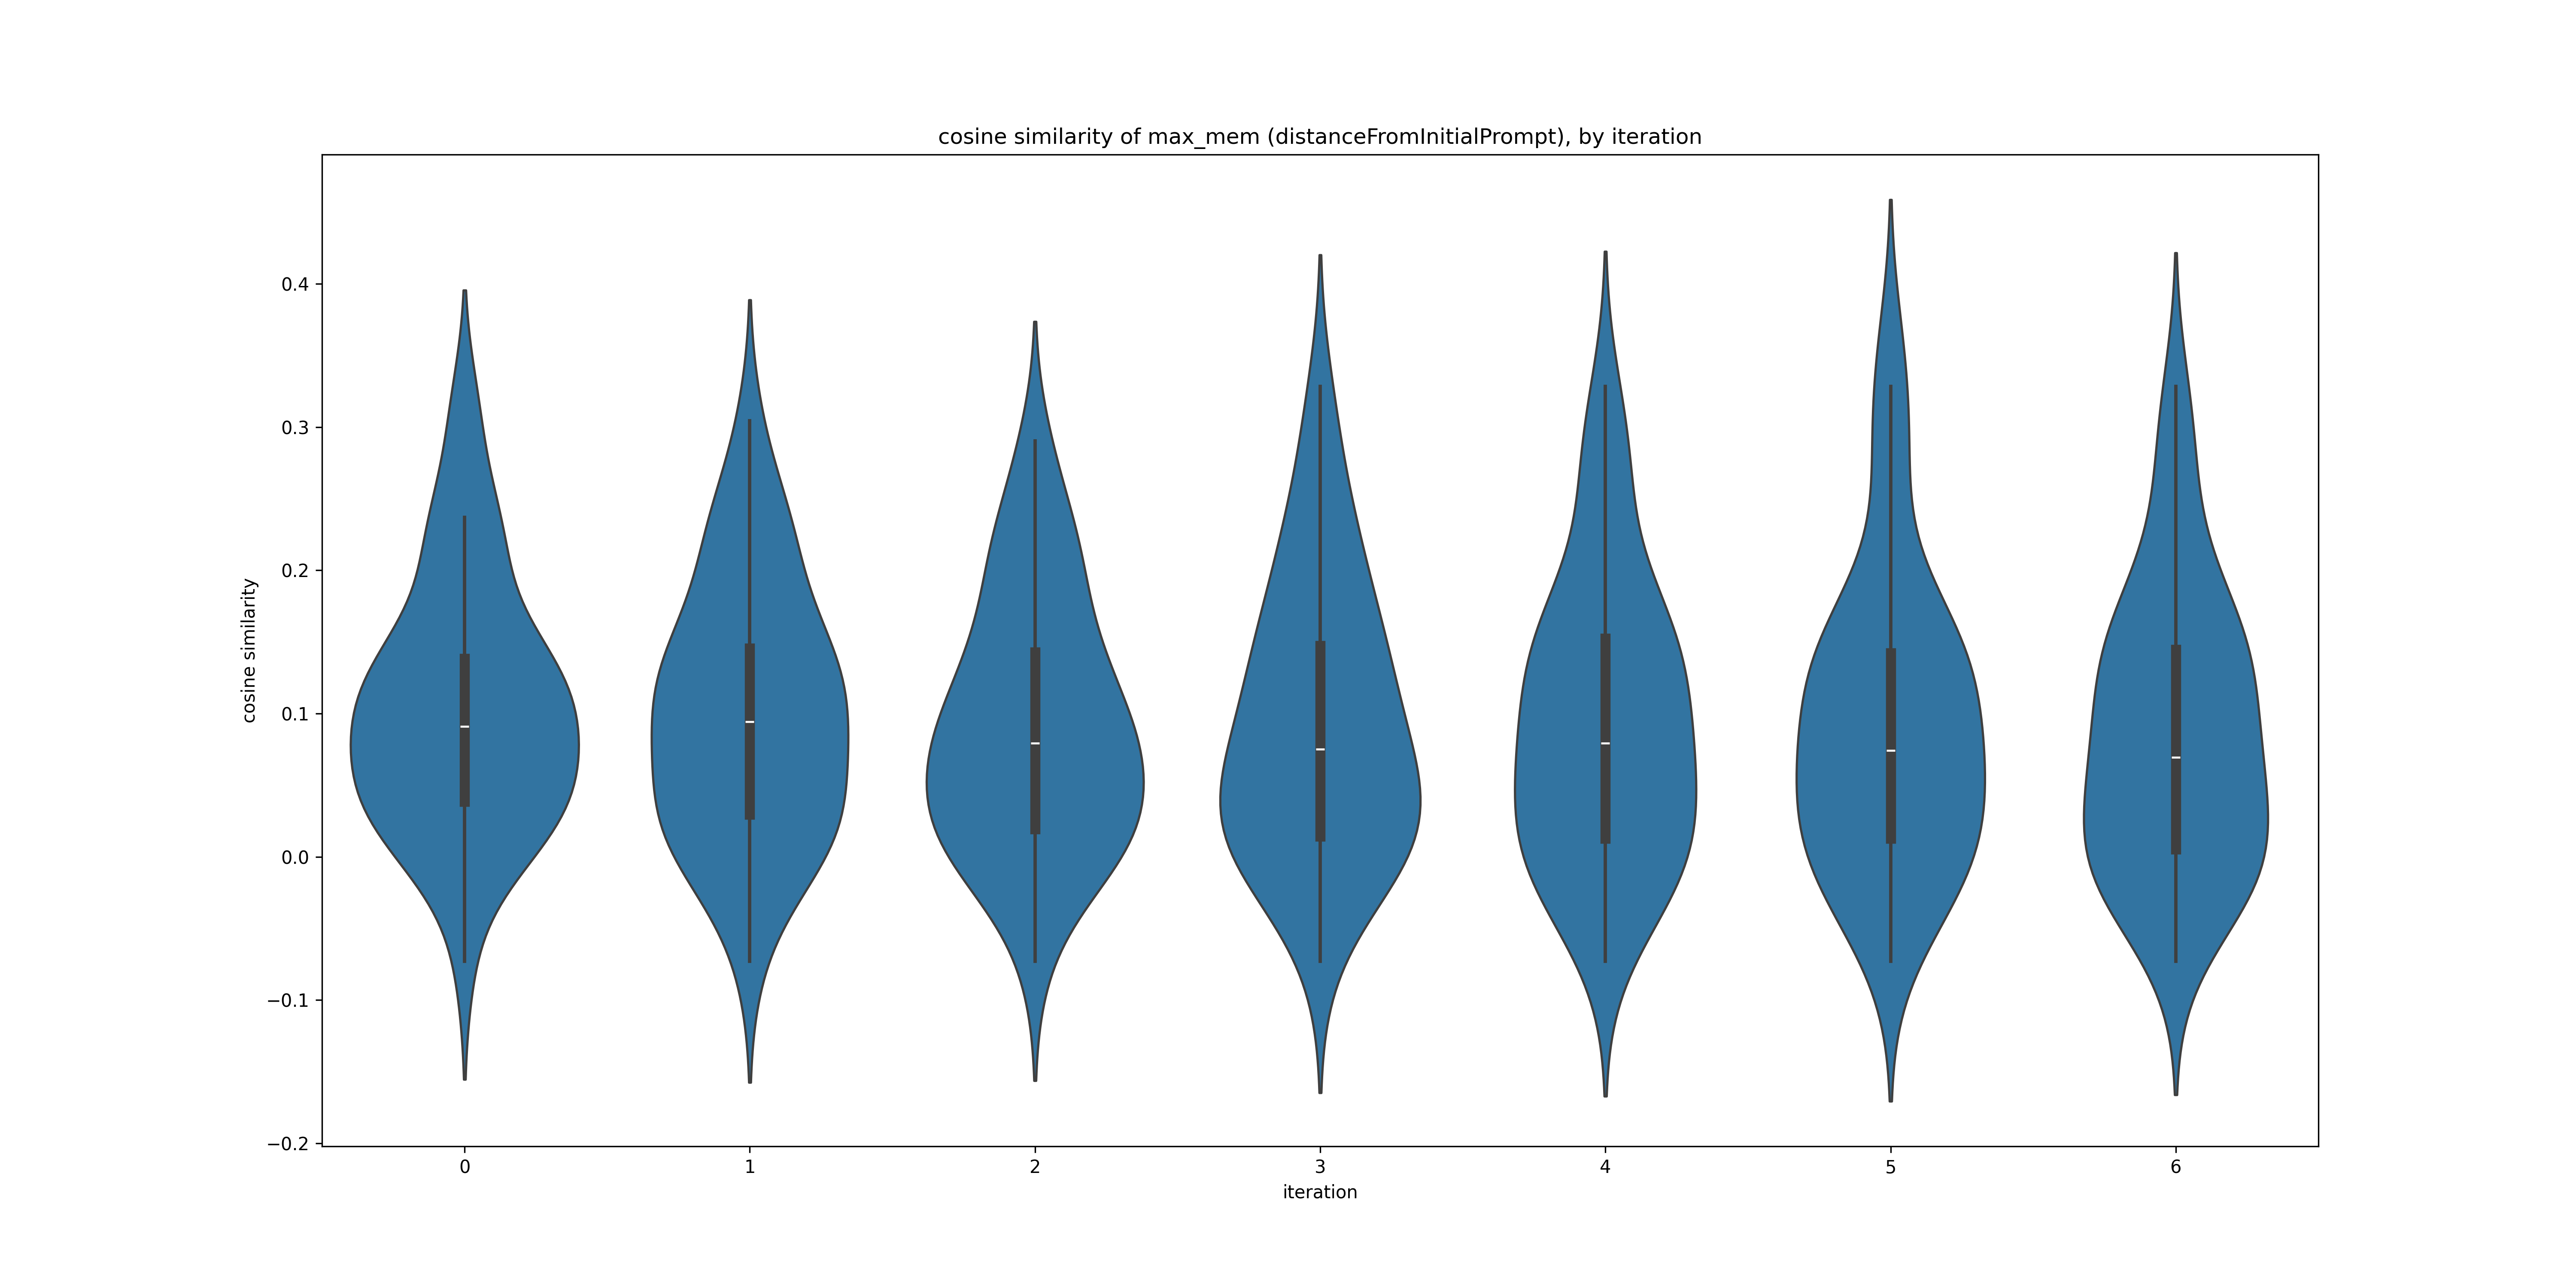 cosine similarity of max_mem (distanceFromInitialPrompt), by iteration
cosine similarity
0.4
0.3
0.2
0.1
0.0
−0.1
−0.2
0 1 2 3 4 5 6
iteration